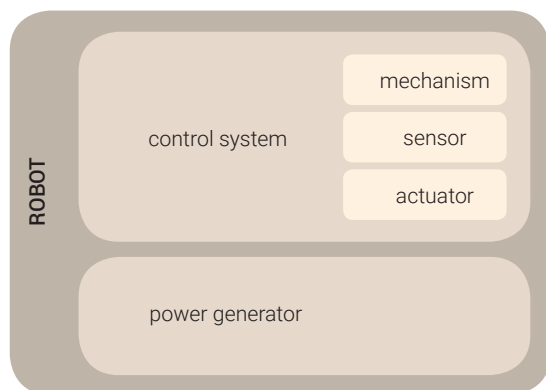 ROBOT
control system
mechanism
sensor
actuator
power generator